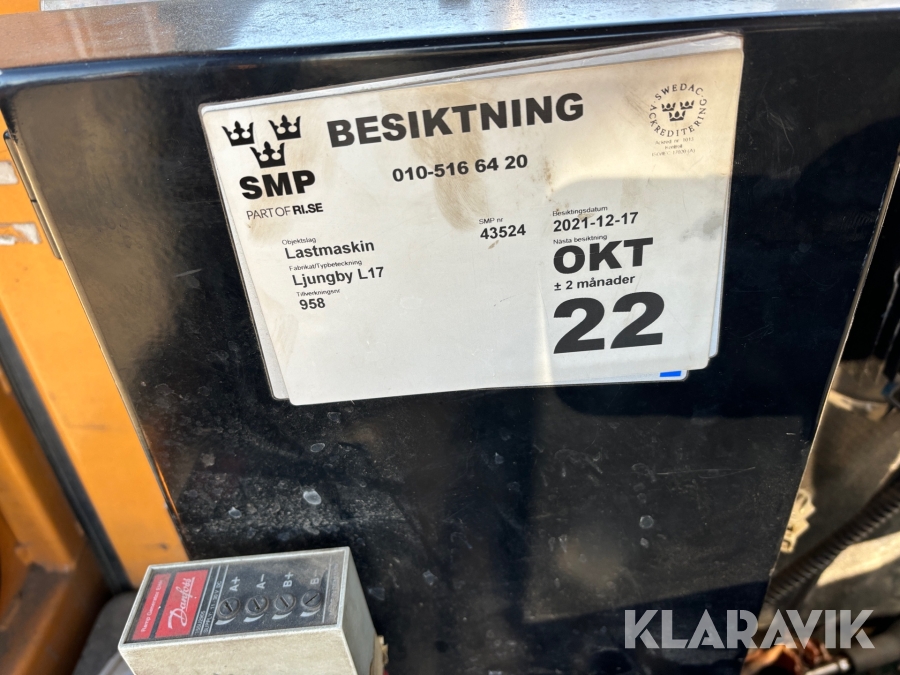 BESIKTNING
010-516 64 20
SMP
PART OF RI.SE
SWEDAC
ACKREDITERING
Objektslag
Lastmaskin
Fabrikat/Typbeteckning
Ljungby L17
Tillverkningsnr
958
SMP nr
43524
Besiktningsdatum
2021-12-17
Nästa besiktning
OKT
± 2 månader
22
Danfoss
A+ A- B+ B-
KLARAVIK